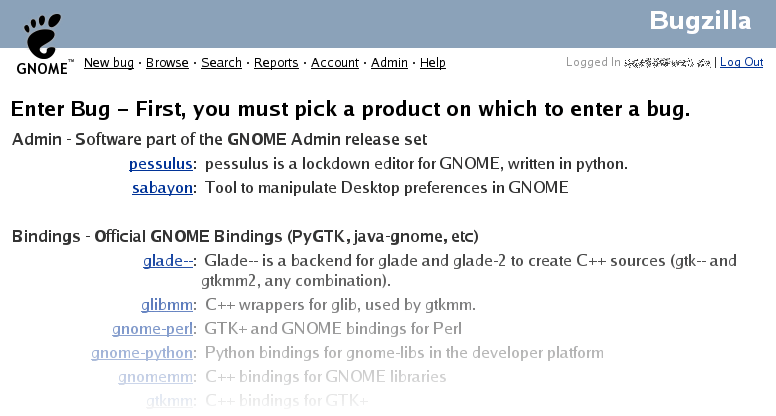 Bugzilla
GNOME™
New bug · Browse · Search · Reports · Account · Admin · Help
Logged In | Log Out
Enter Bug – First, you must pick a product on which to enter a bug.
Admin - Software part of the GNOME Admin release set
pessulus: pessulus is a lockdown editor for GNOME, written in python.
sabayon: Tool to manipulate Desktop preferences in GNOME
Bindings - Official GNOME Bindings (PyGTK, java-gnome, etc)
glade--: Glade-- is a backend for glade and glade-2 to create C++ sources (gtk-- and
gtkmm2, any combination).
glibmm: C++ wrappers for glib, used by gtkmm.
gnome-perl: GTK+ and GNOME bindings for Perl
gnome-python: Python bindings for gnome-libs in the developer platform
gnomemm: C++ bindings for GNOME libraries
gtkmm: C++ bindings for GTK+